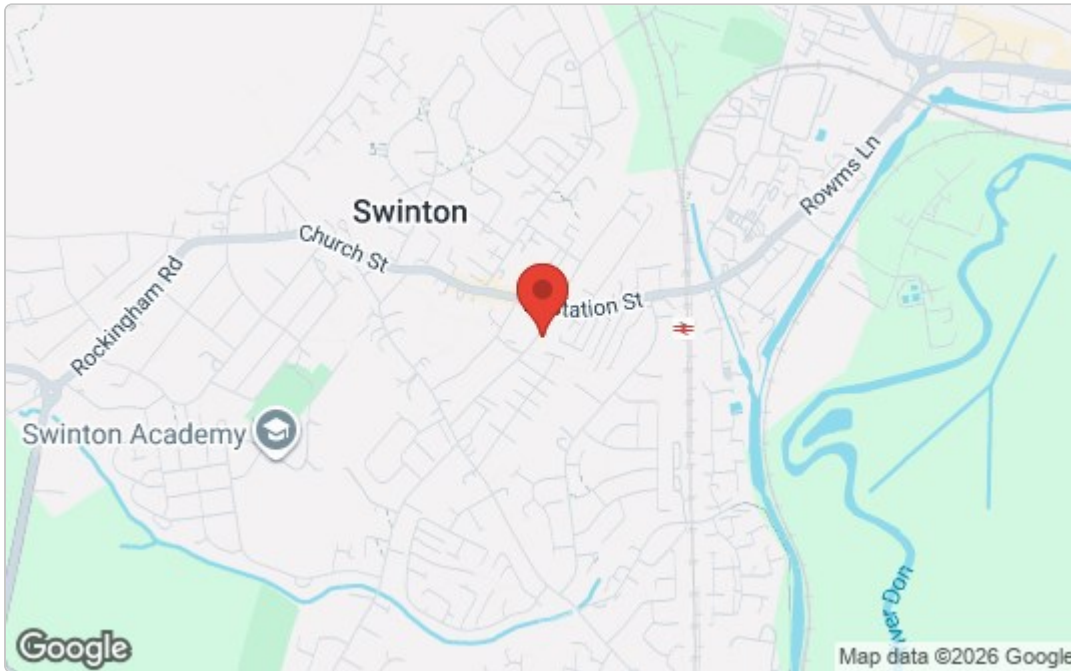 Rowms Ln
Swinton
Church St
Rockingham Rd
Station St
Swinton Academy
River Don
Google
Map data ©2026 Google